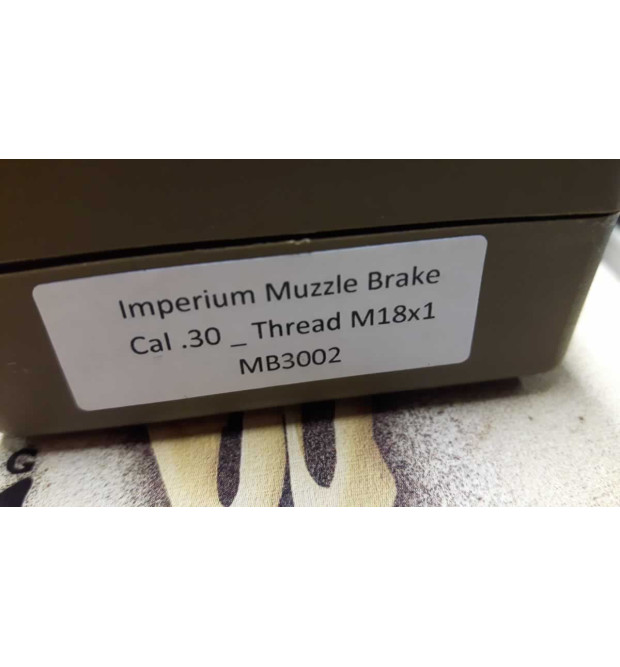 Imperium Muzzle Brake
Cal .30 _ Thread M18x1
MB3002
G